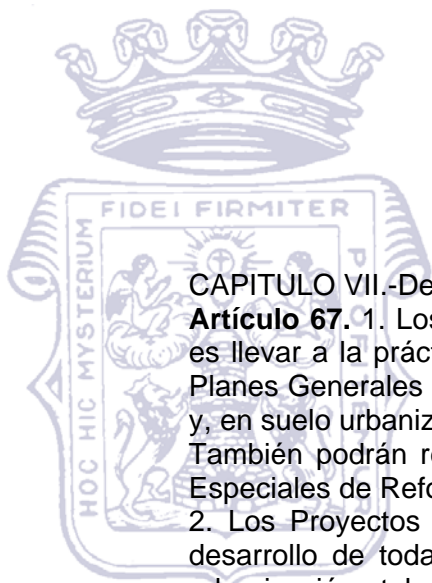 FIDEI FIRMITER
HOC HIC MYSTERIUM
CAPITULO VII.-De
Artículo 67. 1. Los
es llevar a la práct
Planes Generales
y, en suelo urbaniz
También podrán re
Especiales de Refo
2. Los Proyectos
desarrollo de toda